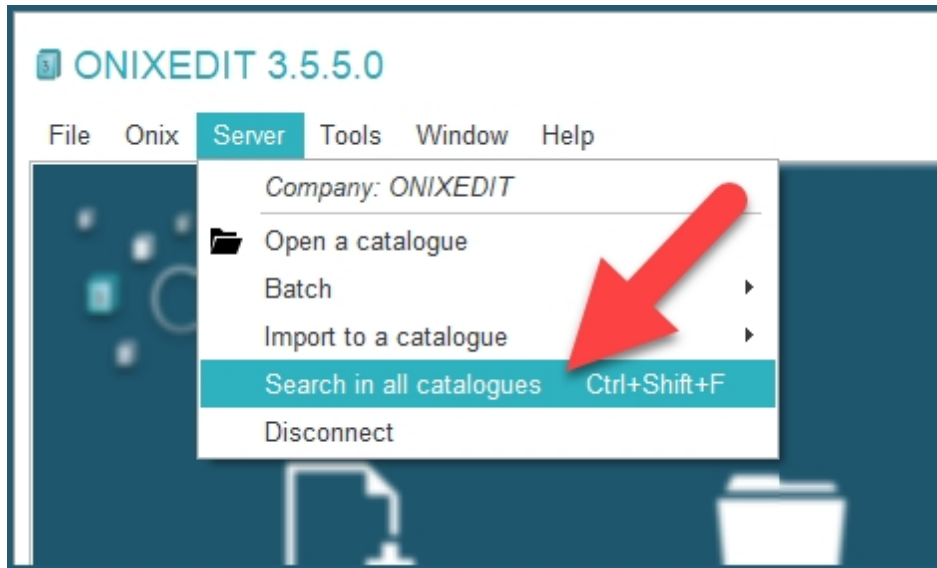 ONIXEDIT 3.5.5.0
File Onix Server Tools Window Help
Company: ONIXEDIT
Open a catalogue
Batch
Import to a catalogue
Search in all catalogues Ctrl+Shift+F
Disconnect